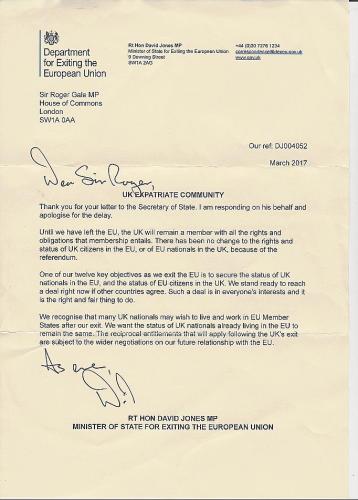 Department
for Exiting the
European Union
Rt Hon David Jones MP
Minister of State for Exiting the European Union
9 Downing Street
SW1A 2AG
+44 (0)20 7276 1234
correspondence@dexeu.gov.uk
www.gov.uk
Sir Roger Gale MP
House of Commons
London
SW1A 0AA
Our ref: DJ004052
March 2017
Dear Sir Roger,
UK EXPATRIATE COMMUNITY
Thank you for your letter to the Secretary of State. I am responding on his behalf and
apologise for the delay.
Until we have left the EU, the UK will remain a member with all the rights and
obligations that membership entails. There has been no change to the rights and
status of UK citizens in the EU, or of EU nationals in the UK, because of the
referendum.
One of our twelve key objectives as we exit the EU is to secure the status of UK
nationals in the EU, and the status of EU citizens in the UK. We stand ready to reach
a deal right now if other countries agree. Such a deal is in everyone's interests and it
is the right and fair thing to do.
We recognise that many UK nationals may wish to live and work in EU Member
States after our exit. We want the status of UK nationals already living in the EU to
remain the same. The reciprocal entitlements that will apply following the UK's exit
are subject to the wider negotiations on our future relationship with the EU.
As ever,
RT HON DAVID JONES MP
MINISTER OF STATE FOR EXITING THE EUROPEAN UNION